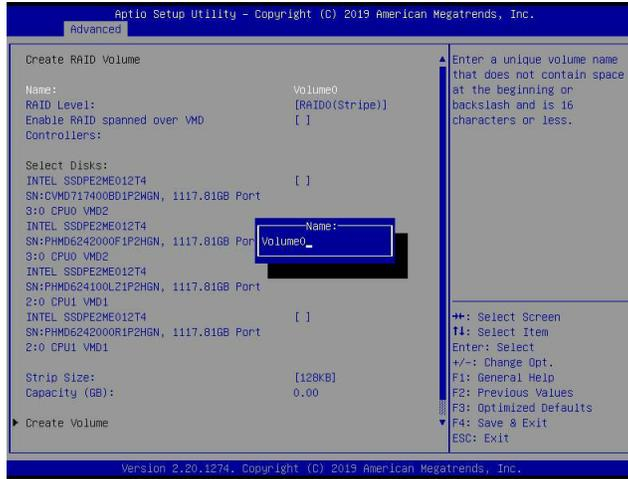 Aptio Setup Utility – Copyright (C) 2019 American Megatrends, Inc.
Advanced
Create RAID Volume
Name: Volume0
RAID Level: [RAID0(Stripe)]
Enable RAID spanned over VMD [ ]
Controllers:
Select Disks:
INTEL SSDPE2ME012T4 [ ]
SN:CVMD717400BD1P2WGN, 1117.81GB Port
3:0 CPU0 VMD2
INTEL SSDPE2ME012T4
SN:PHMD6242000F1P2HGN, 1117.81GB Por
3:0 CPU0 VMD2
INTEL SSDPE2ME012T4
SN:PHMD624100LZ1P2HGN, 1117.81GB Port
2:0 CPU1 VMD1
INTEL SSDPE2ME012T4 [ ]
SN:PHMD6242000R1P2HGN, 1117.81GB Port
2:0 CPU1 VMD1
Strip Size: [128KB]
Capacity (GB): 0.00
Create Volume
Name:
Volume0_
Enter a unique volume name
that does not contain space
at the beginning or
backslash and is 16
characters or less.
→←: Select Screen
↑↓: Select Item
Enter: Select
+/-: Change Opt.
F1: General Help
F2: Previous Values
F3: Optimized Defaults
F4: Save & Exit
ESC: Exit
Version 2.20.1274. Copyright (C) 2019 American Megatrends, Inc.